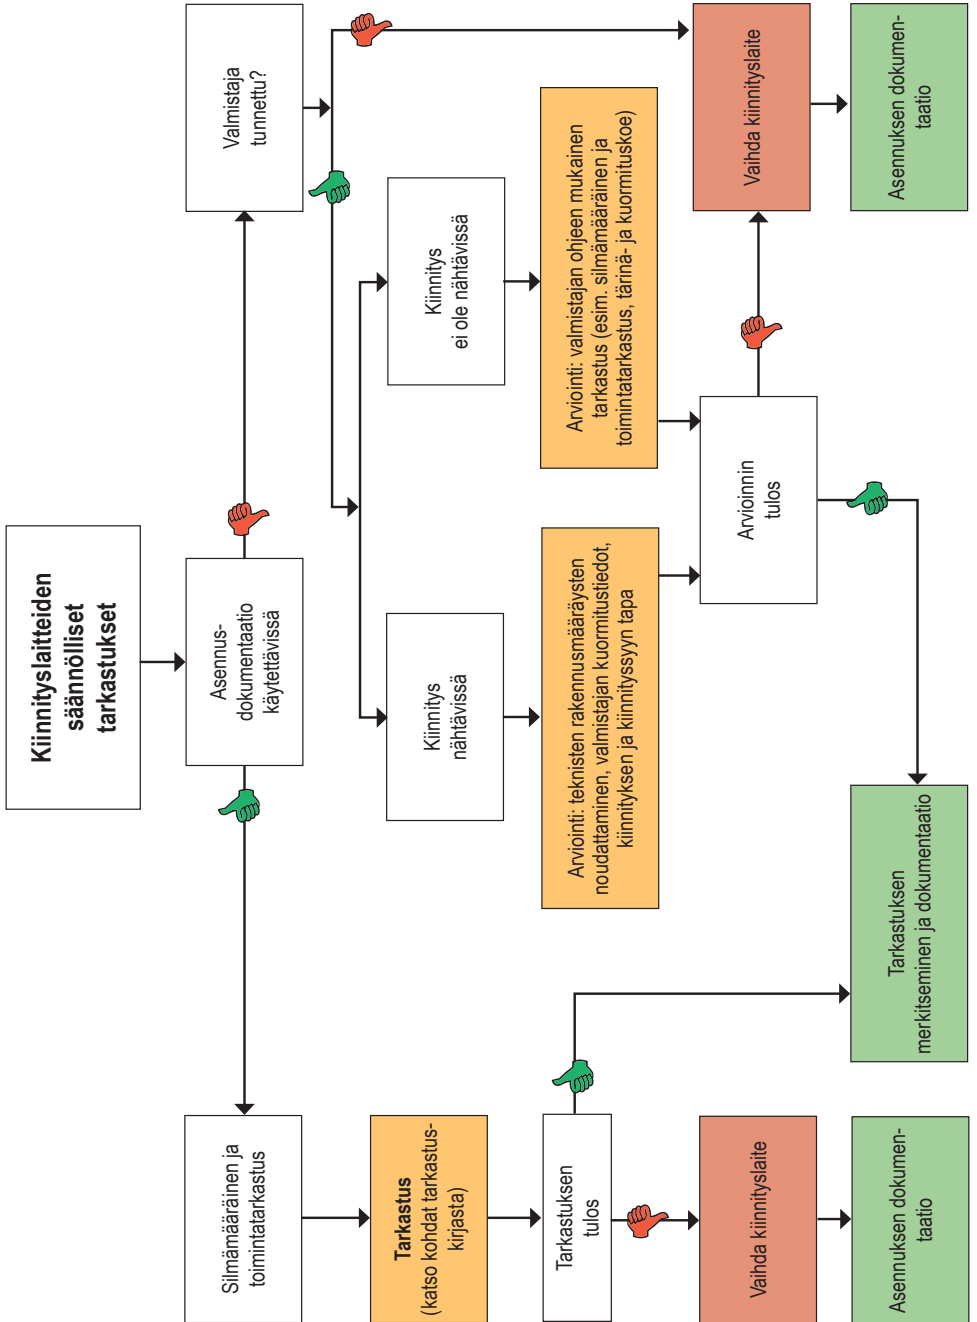 Kiinnityslaitteiden
säännölliset
tarkastukset
Asennus-
dokumentaatio
käytettävissä
Silmämääräinen ja
toimintatarkastus
Tarkastus
(katso kohdat tarkastus-
kirjasta)
Tarkastuksen
tulos
Vaihda kiinnityslaite
Asennuksen dokumen-
taatio
Valmistaja
tunnettu?
Kiinnitys
nähtävissä
Kiinnitys
ei ole nähtävissä
Arviointi: teknisten rakennusmääräysten
noudattaminen, valmistajan kuormitustiedot,
kiinnityksen ja kiinnityssyyn tapa
Arviointi: valmistajan ohjeen mukainen
tarkastus (esim. silmämääräinen ja
toimintatarkastus, tärinä- ja kuormituskoe)
Arvioinnin
tulos
Tarkastuksen
merkitseminen ja dokumentaatio
Vaihda kiinnityslaite
Asennuksen dokumen-
taatio